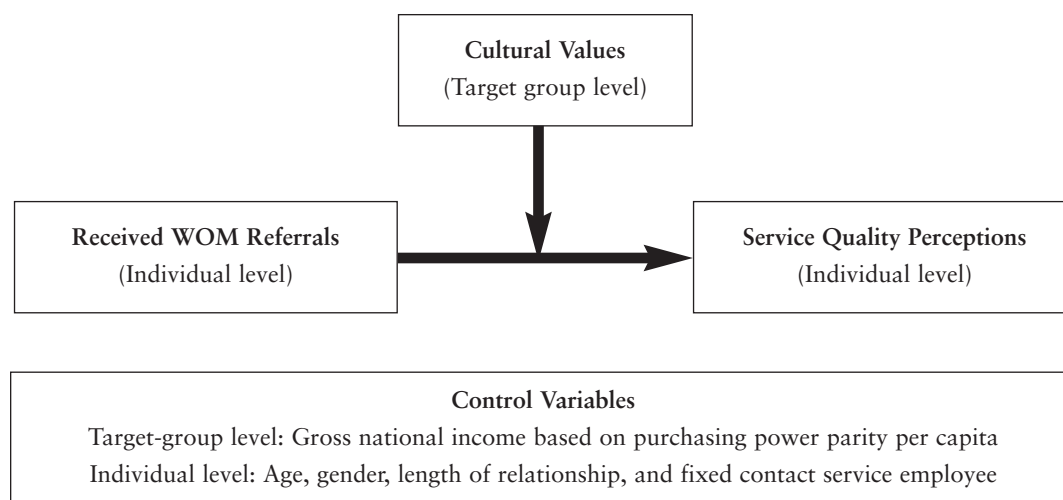 Cultural Values
(Target group level)
Received WOM Referrals
(Individual level)
Service Quality Perceptions
(Individual level)
Control Variables
Target-group level: Gross national income based on purchasing power parity per capita
Individual level: Age, gender, length of relationship, and fixed contact service employee